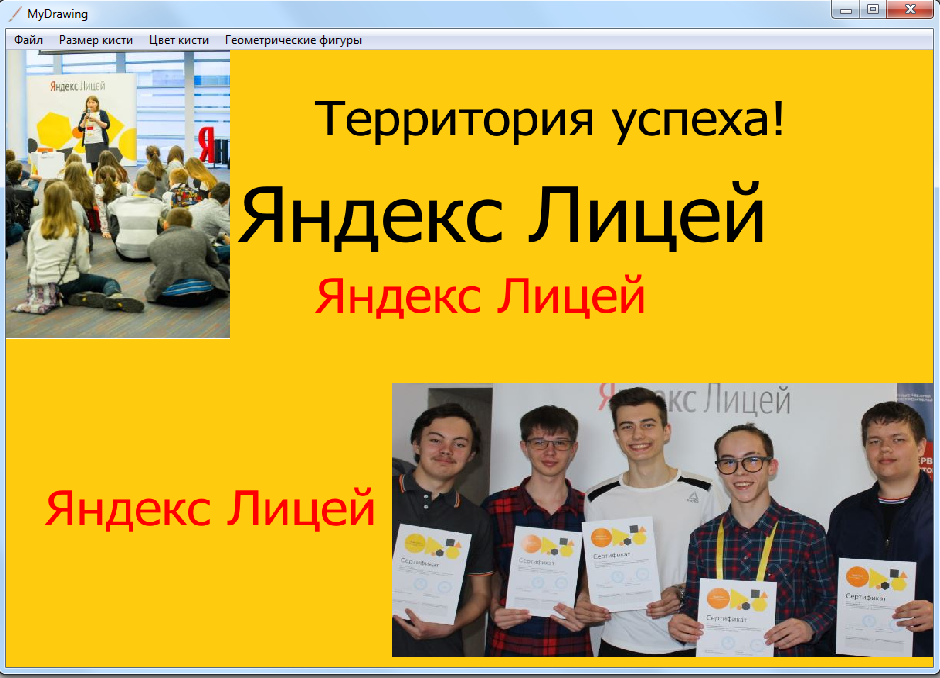 MyDrawing
Файл Размер кисти Цвет кисти Геометрические фигуры
Яндекс Лицей
Территория успеха!
Яндекс Лицей
Яндекс Лицей
Яндекс Лицей
Яндекс Лицей
Сертификат
Сертификат
Сертификат
Сертификат
Сертификат